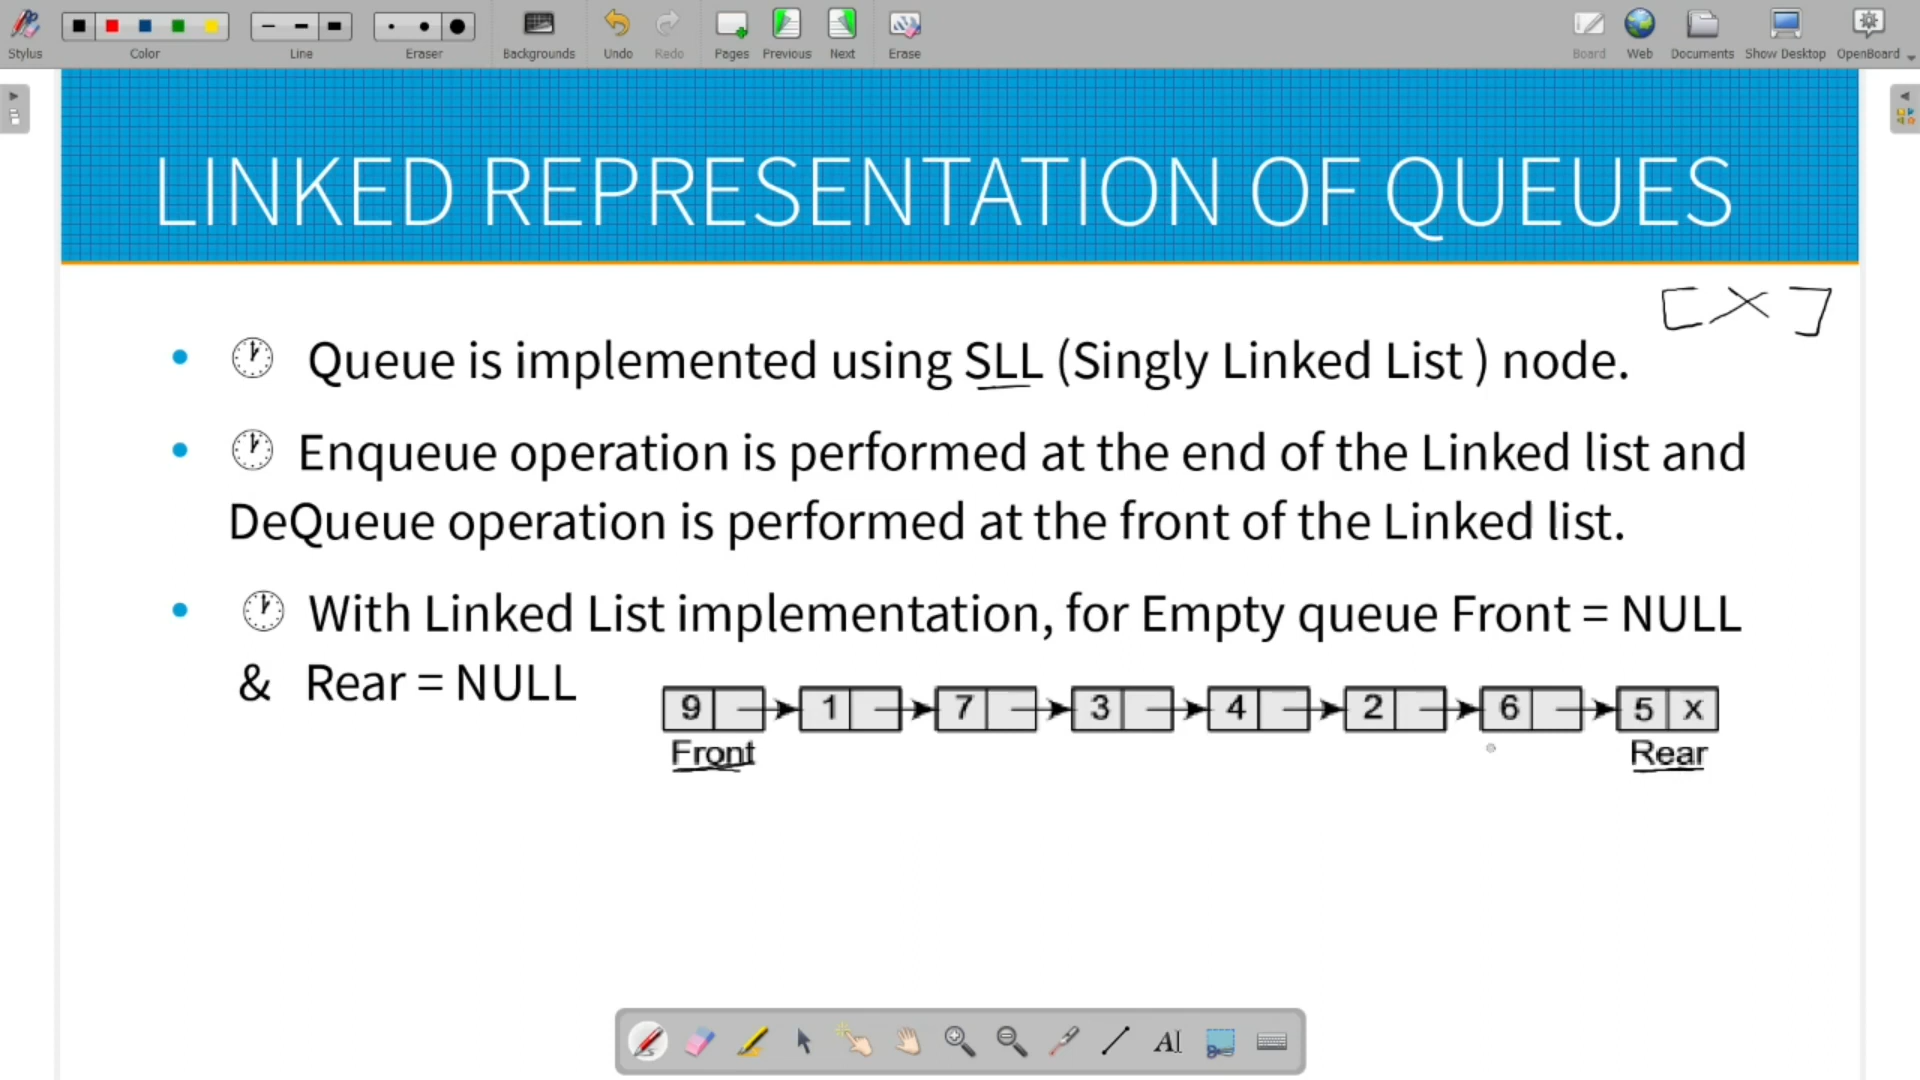 Stylus Color Line Eraser Backgrounds Undo Redo Pages Previous Next Erase Board Web Documents Show Desktop OpenBoard
LINKED REPRESENTATION OF QUEUES
[ X ]
Queue is implemented using SLL (Singly Linked List ) node.
Enqueue operation is performed at the end of the Linked list and
DeQueue operation is performed at the front of the Linked list.
With Linked List implementation, for Empty queue Front = NULL
& Rear = NULL
9 1 7 3 4 2 6 5 X
Front Rear
AI